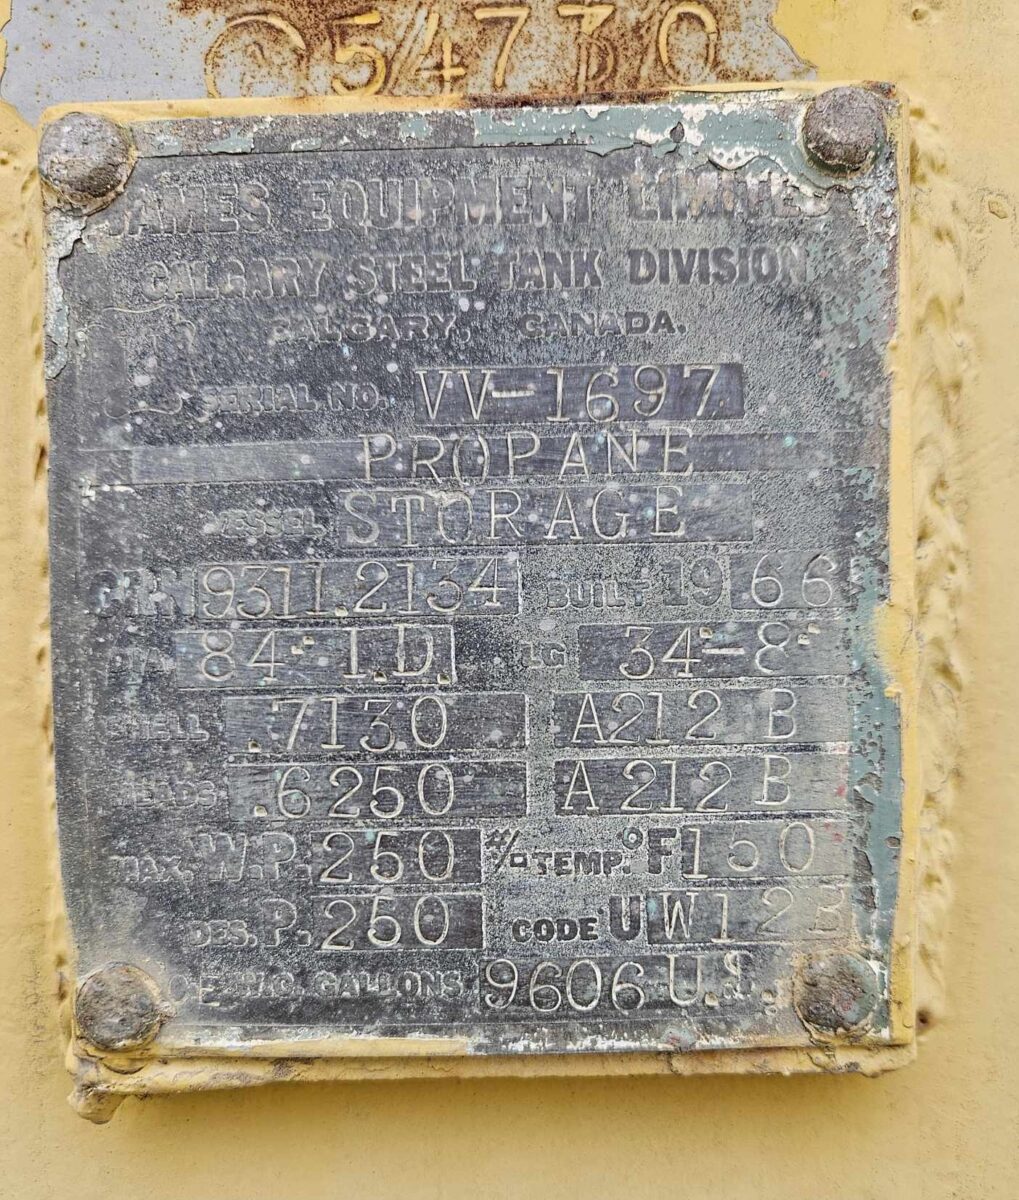 54730
JAMES EQUIPMENT LIMITED
CALGARY STEEL TANK DIVISION
CALGARY, CANADA.
SERIAL NO. VV-1697
PROPANE
VESSEL STORAGE
CRN 9311.2134 BUILT 1966
DIA 84" I.D. LG 34'-8"
SHELL .7130 A212 B
HEADS .6250 A212 B
MAX. W.P. 250 #/□ TEMP. °F 150
DES. P. 250 CODE U W12B
W.C. GALLONS 9606 U.S.